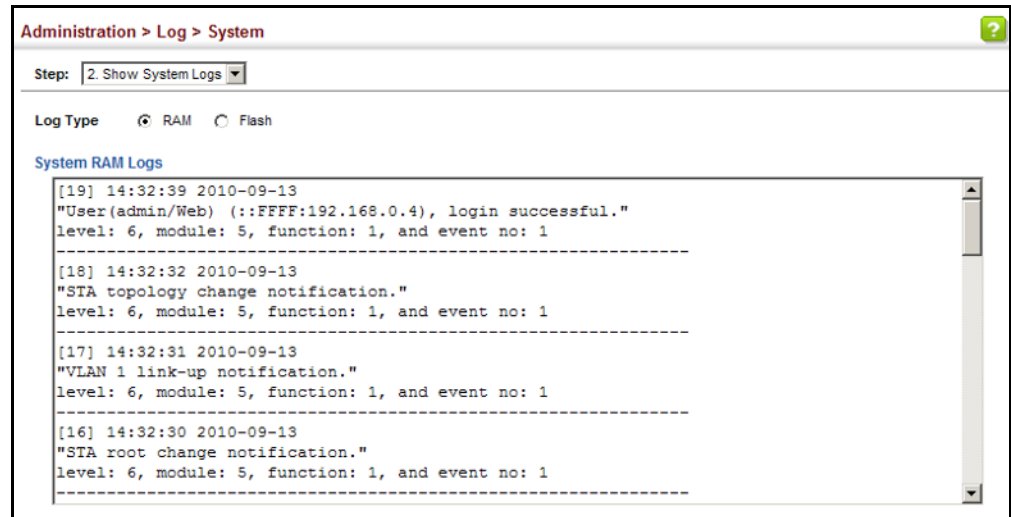 Administration > Log > System
?
Step: 2. Show System Logs
Log Type RAM Flash
System RAM Logs
[19] 14:32:39 2010-09-13
"User(admin/Web) (::FFFF:192.168.0.4), login successful."
level: 6, module: 5, function: 1, and event no: 1
----------------------------------------------------------------
[18] 14:32:32 2010-09-13
"STA topology change notification."
level: 6, module: 5, function: 1, and event no: 1
----------------------------------------------------------------
[17] 14:32:31 2010-09-13
"VLAN 1 link-up notification."
level: 6, module: 5, function: 1, and event no: 1
----------------------------------------------------------------
[16] 14:32:30 2010-09-13
"STA root change notification."
level: 6, module: 5, function: 1, and event no: 1
----------------------------------------------------------------